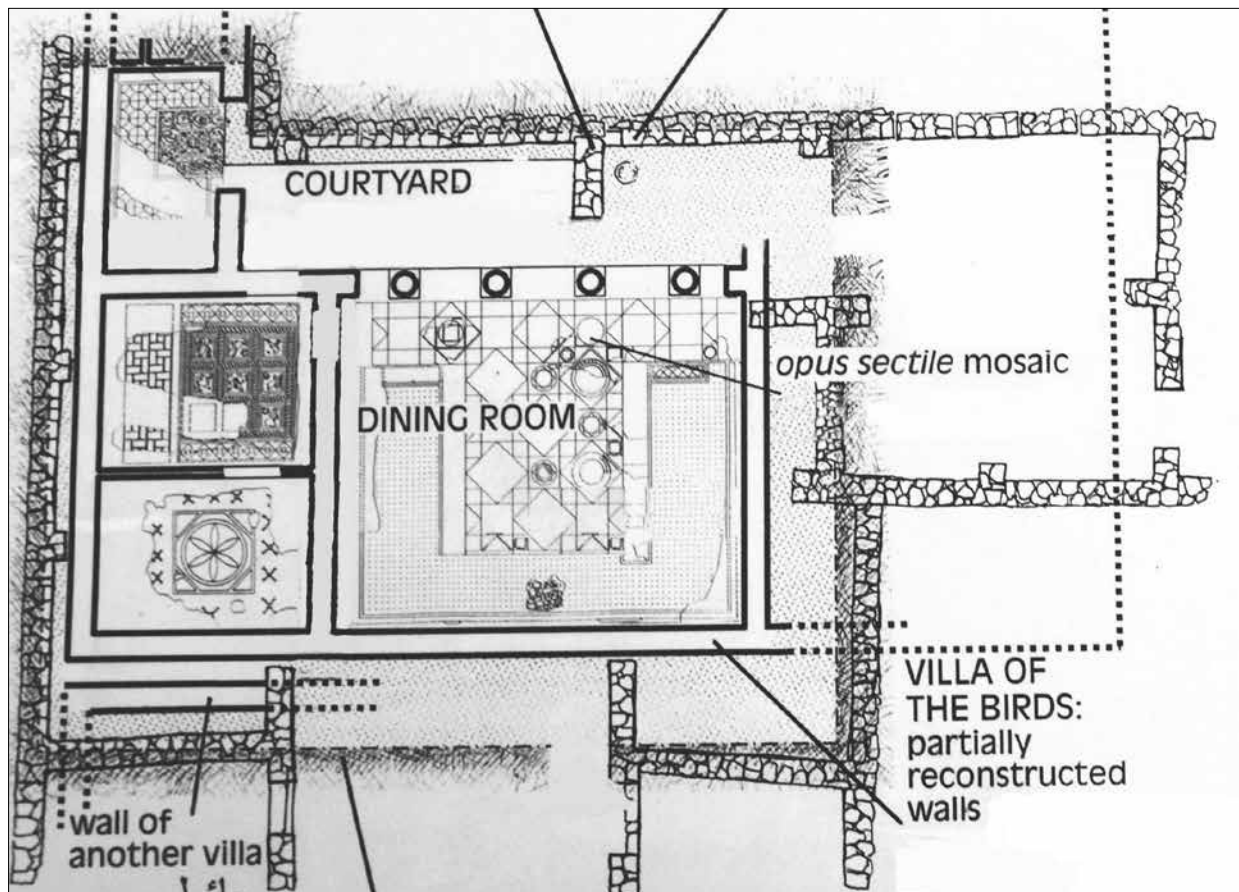 COURTYARD
opus sectile mosaic
DINING ROOM
VILLA OF
THE BIRDS:
partially
reconstructed
walls
wall of
another villa